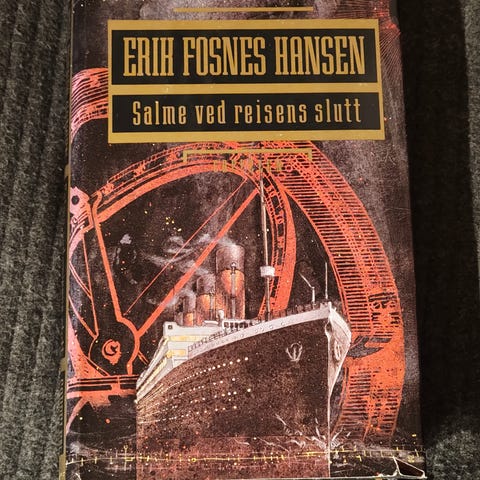 ERIK FOSNES HANSEN
Salme ved reisens slutt